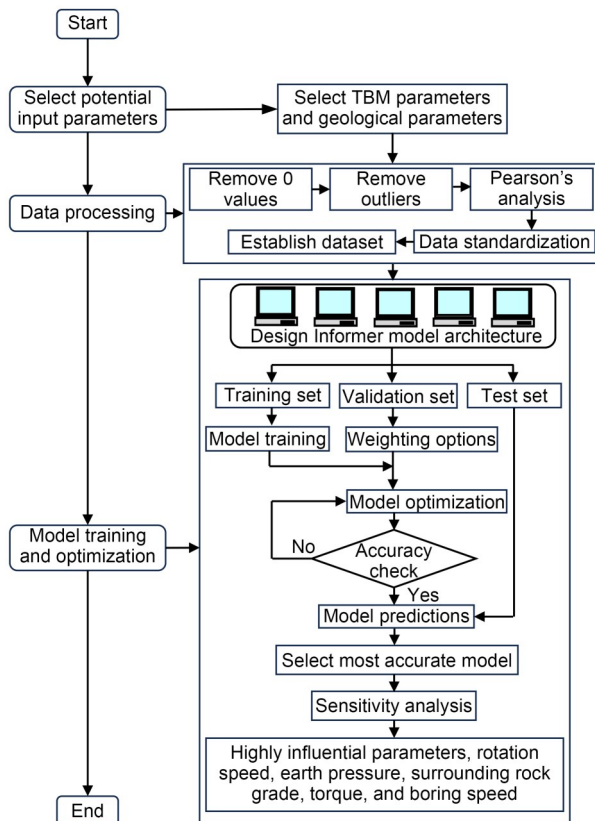 Start
Select potential
input parameters
Select TBM parameters
and geological parameters
Data processing
Remove 0
values
Remove
outliers
Pearson's
analysis
Establish dataset
Data standardization
Design Informer model architecture
Training set
Validation set
Test set
Model training
Weighting options
Model optimization
Model training
and optimization
No
Accuracy
check
Yes
Model predictions
Select most accurate model
Sensitivity analysis
Highly influential parameters, rotation
speed, earth pressure, surrounding rock
grade, torque, and boring speed
End